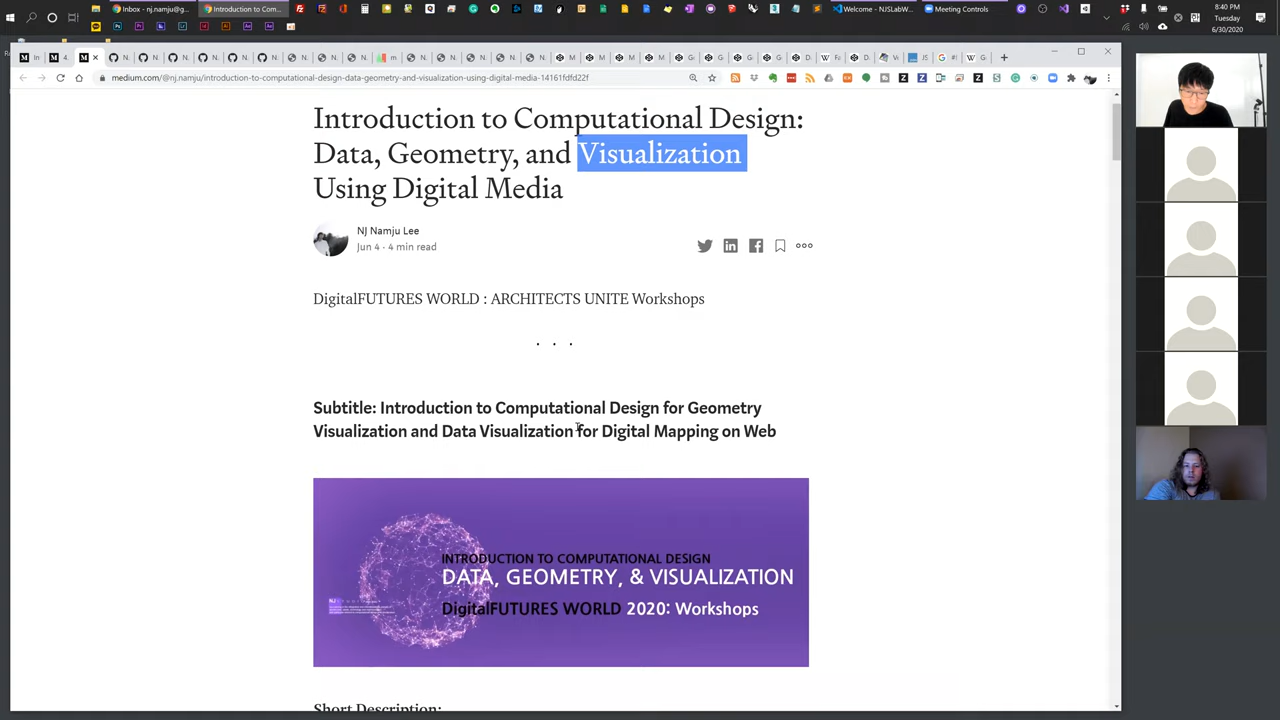 Inbox - nj.namju@g...
Introduction to Com...
Welcome - NJSLabW...
Meeting Controls
8:40 PM
Tuesday
6/30/2020
medium.com/@nj.namju/introduction-to-computational-design-data-geometry-and-visualization-using-digital-media-14161fdfd22f
Introduction to Computational Design:
Data, Geometry, and Visualization
Using Digital Media
NJ Namju Lee
Jun 4 · 4 min read
DigitalFUTURES WORLD : ARCHITECTS UNITE Workshops
. . .
Subtitle: Introduction to Computational Design for Geometry
Visualization and Data Visualization for Digital Mapping on Web
INTRODUCTION TO COMPUTATIONAL DESIGN
DATA, GEOMETRY, & VISUALIZATION
DigitalFUTURES WORLD 2020: Workshops
Short Description: